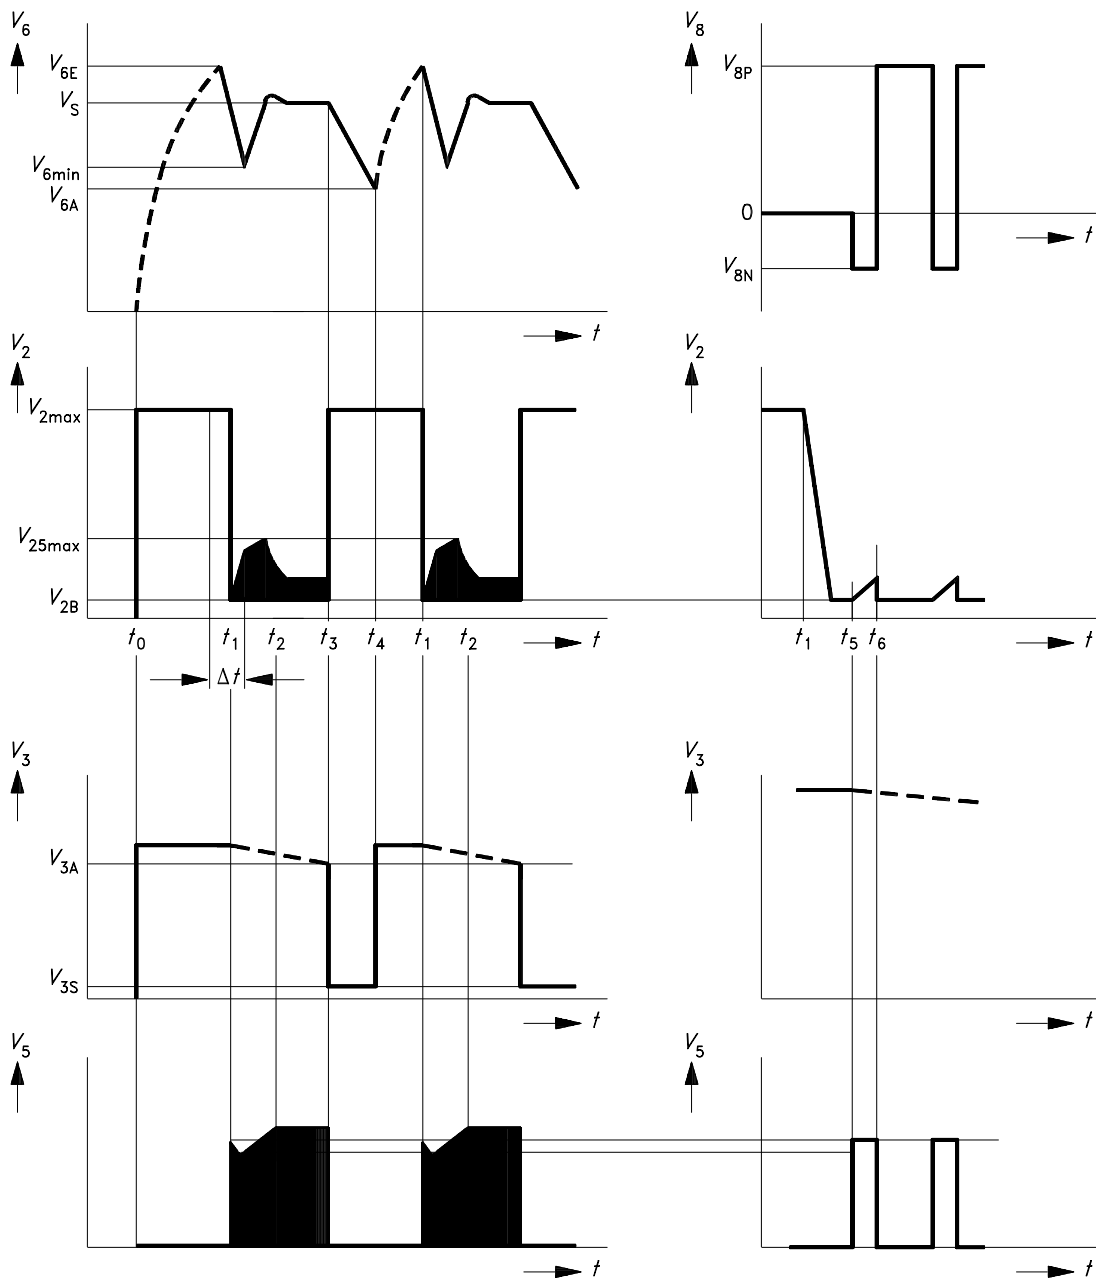 V6
V6E
VS
V6min
V6A
t
V8
V8P
0
V8N
t
V2
V2max
V25max
V2B
t0 t1 t2 t3 t4 t1 t2
t
Δt
V2
t1 t5 t6
t
V3
V3A
V3S
t
V3
t
V5
t
V5
t